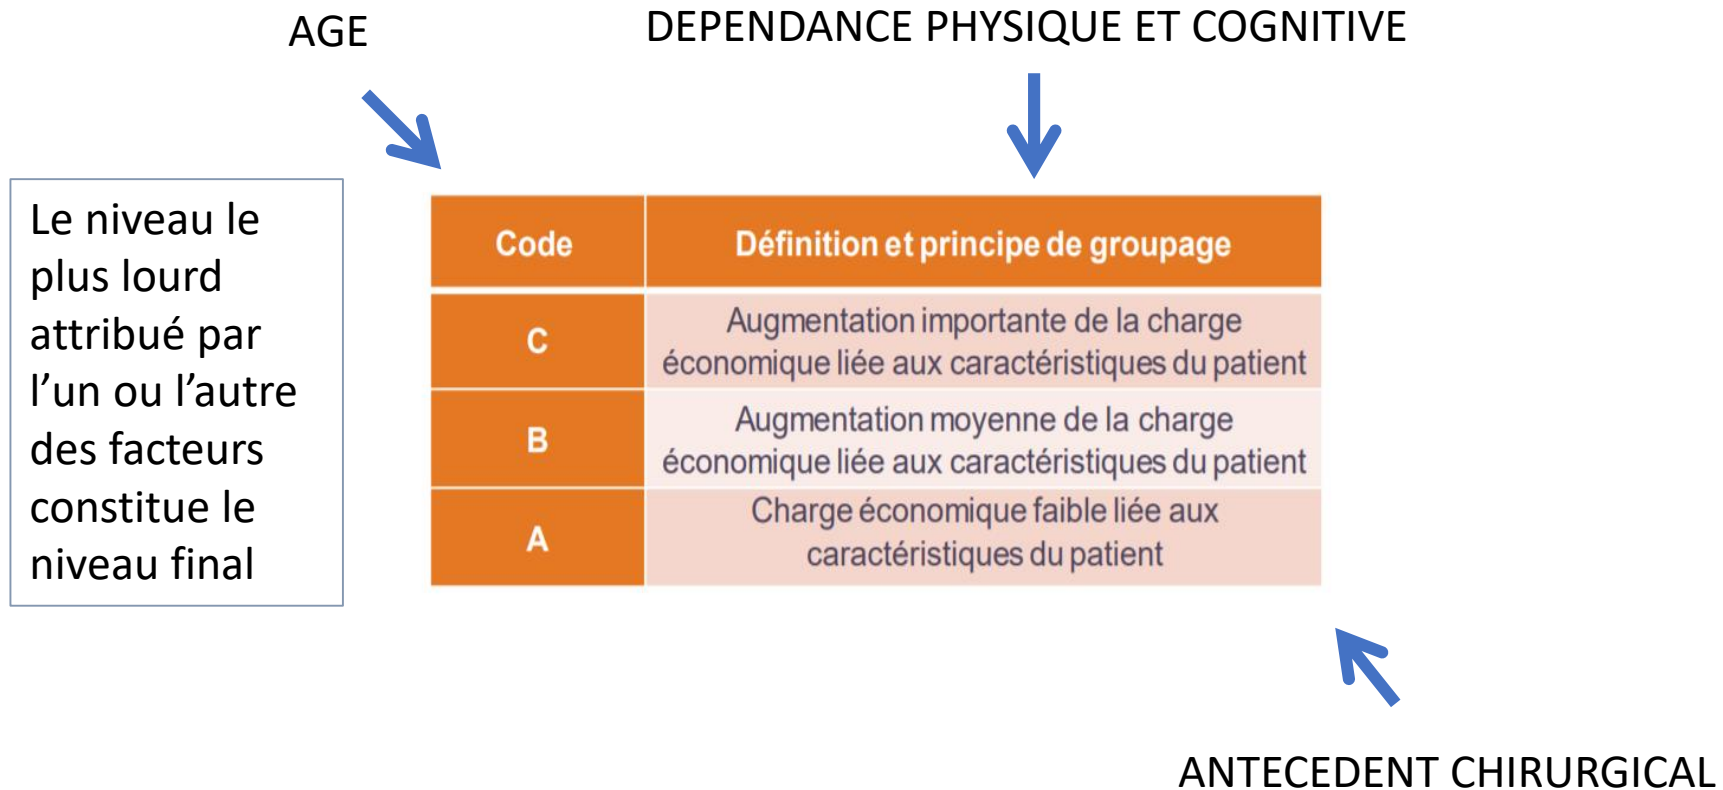 AGE
DEPENDANCE PHYSIQUE ET COGNITIVE
Le niveau le
plus lourd
attribué par
l’un ou l’autre
des facteurs
constitue le
niveau final
Code
Définition et principe de groupage
C
Augmentation importante de la charge
économique liée aux caractéristiques du patient
B
Augmentation moyenne de la charge
économique liée aux caractéristiques du patient
A
Charge économique faible liée aux
caractéristiques du patient
ANTECEDENT CHIRURGICAL